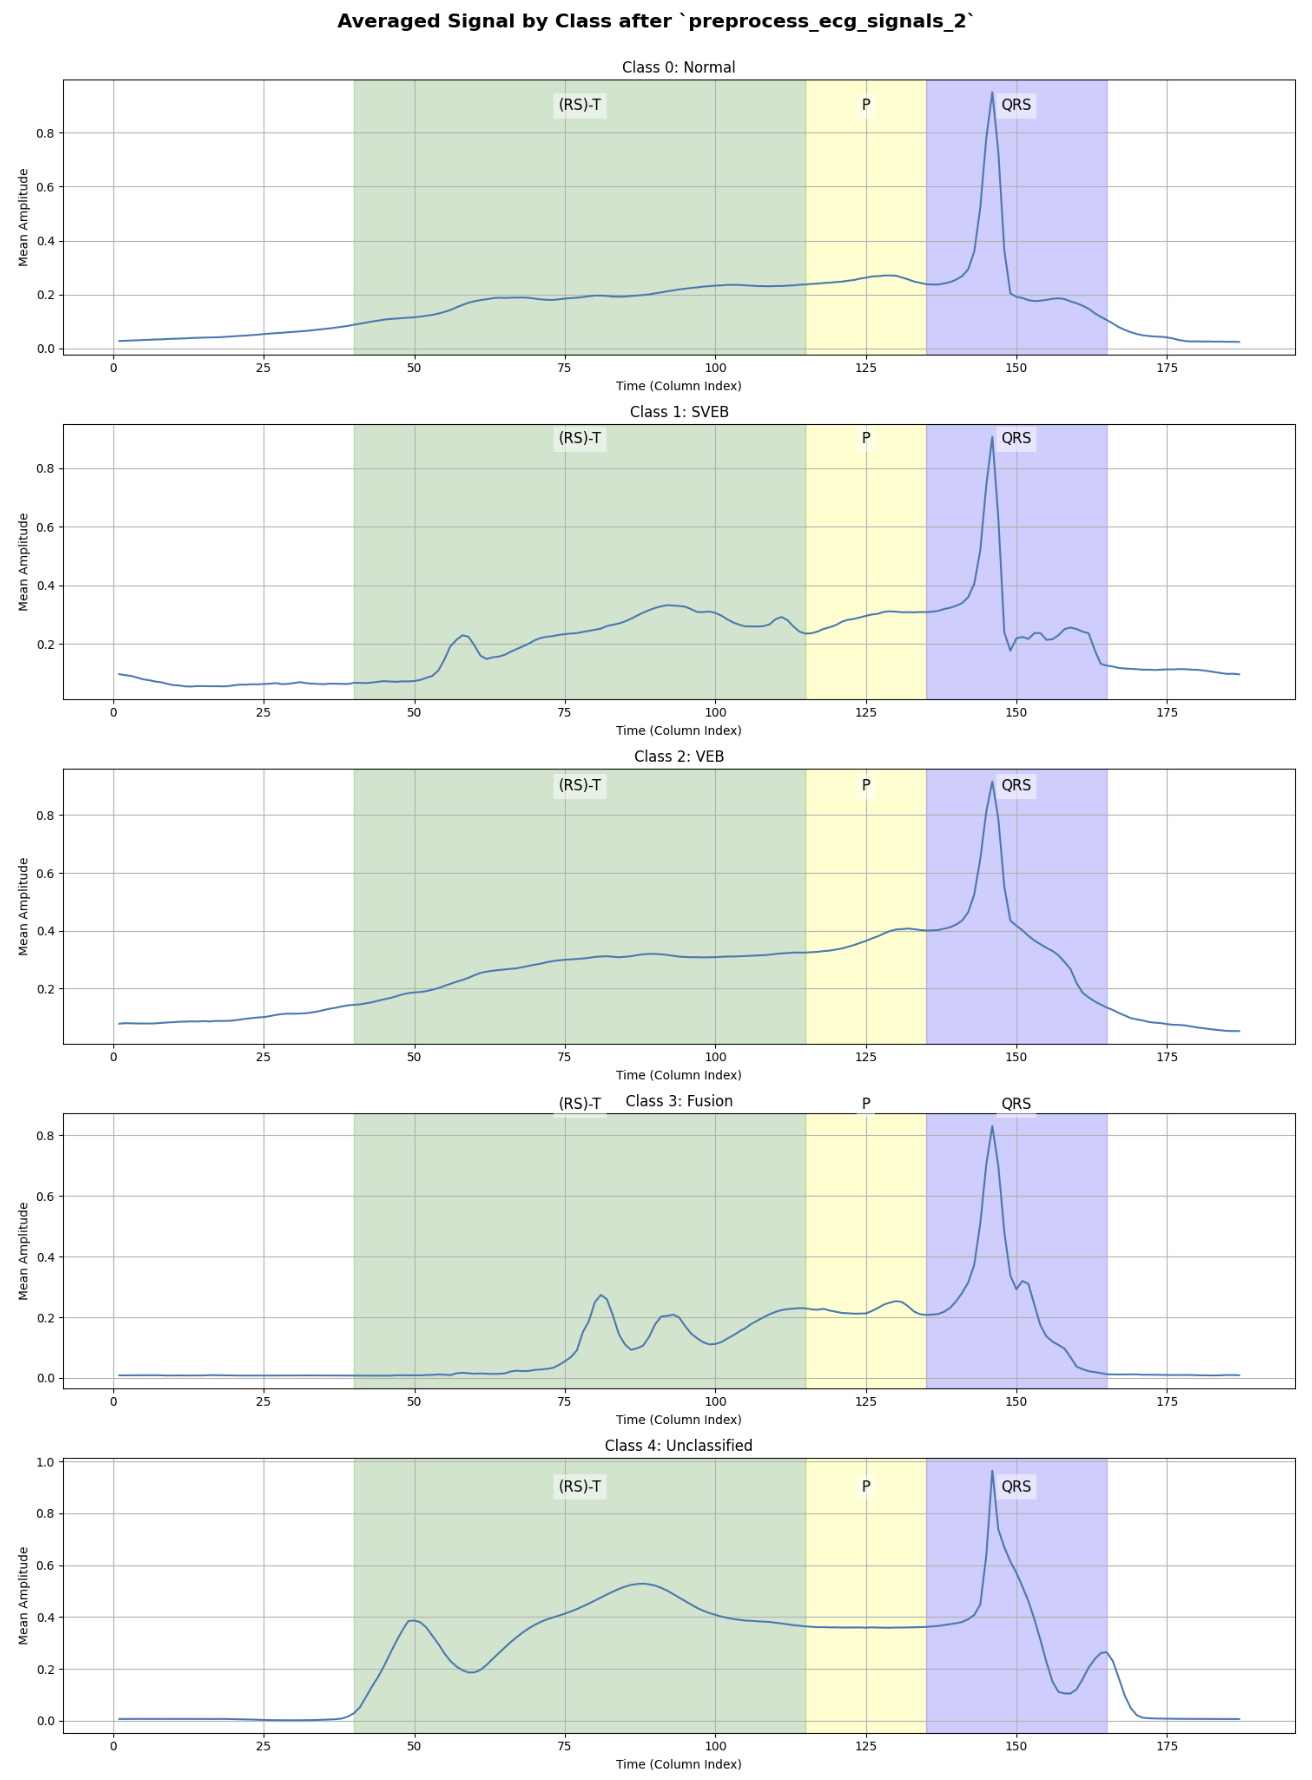 Averaged Signal by Class after `preprocess_ecg_signals_2`
Class 0: Normal
(RS)-T P QRS
0.8
0.6
0.4
0.2
0.0
Mean Amplitude
0 25 50 75 100 125 150 175
Time (Column Index)
Class 1: SVEB
(RS)-T P QRS
0.8
0.6
0.4
0.2
Mean Amplitude
0 25 50 75 100 125 150 175
Time (Column Index)
Class 2: VEB
(RS)-T P QRS
0.8
0.6
0.4
0.2
Mean Amplitude
0 25 50 75 100 125 150 175
Time (Column Index)
Class 3: Fusion
(RS)-T P QRS
0.8
0.6
0.4
0.2
0.0
Mean Amplitude
0 25 50 75 100 125 150 175
Time (Column Index)
Class 4: Unclassified
(RS)-T P QRS
1.0
0.8
0.6
0.4
0.2
0.0
Mean Amplitude
0 25 50 75 100 125 150 175
Time (Column Index)